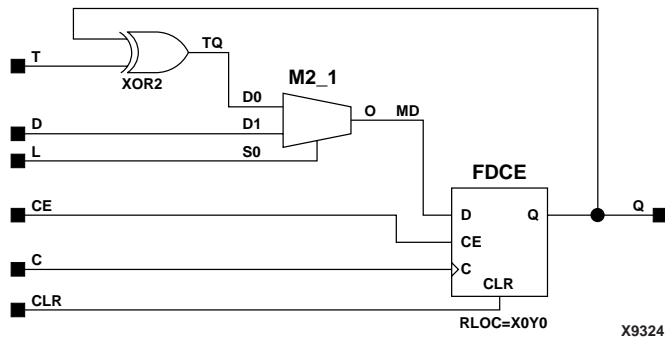 T
TQ
XOR2
M2_1
D0
D
D1
O
MD
L
S0
FDCE
CE
D
Q
Q
CE
C
C
CLR
CLR
RLOC=X0Y0
X9324